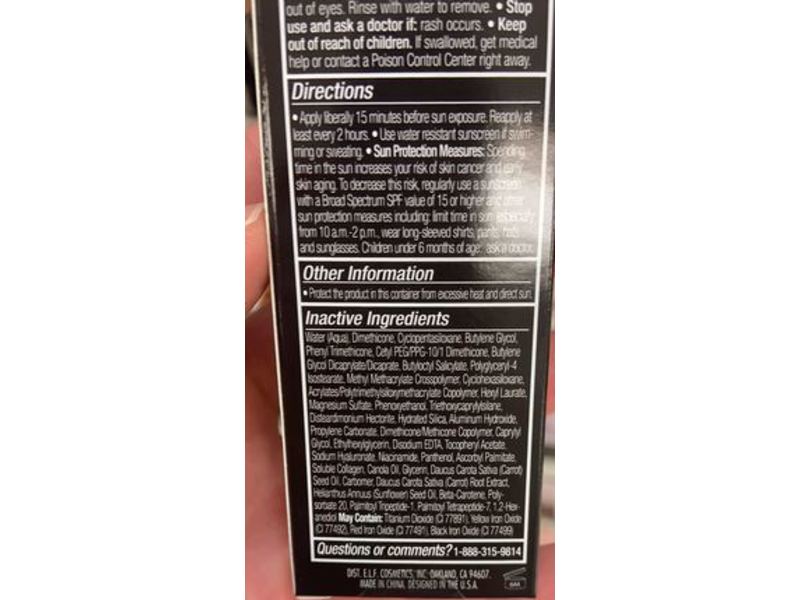 out of eyes. Rinse with water to remove. • Stop
use and ask a doctor if: rash occurs. • Keep
out of reach of children. If swallowed, get medical
help or contact a Poison Control Center right away.
Directions
• Apply liberally 15 minutes before sun exposure. Reapply at
least every 2 hours. • Use water resistant sunscreen if swim-
ming or sweating. • Sun Protection Measures: Spending
time in the sun increases your risk of skin cancer and early
skin aging. To decrease this risk, regularly use a sunscreen
with a Broad Spectrum SPF value of 15 or higher and other
sun protection measures including: limit time in sun especially
from 10 a.m.-2 p.m., wear long-sleeved shirts, pants, hats
and sunglasses. Children under 6 months of age: ask a doctor.
Other Information
• Protect the product in this container from excessive heat and direct sun.
Inactive Ingredients
Water (Aqua), Dimethicone, Cyclopentasiloxane, Butylene Glycol,
Phenyl Trimethicone, Cetyl PEG/PPG-10/1 Dimethicone, Butylene
Glycol Dicaprylate/Dicaprate, Butyloctyl Salicylate, Polyglyceryl-4
Isostearate, Methyl Methacrylate Crosspolymer, Cyclohexasiloxane,
Acrylates/Polytrimethylsiloxymethacrylate Copolymer, Hexyl Laurate,
Magnesium Sulfate, Phenoxyethanol, Triethoxycaprylylsilane,
Disteardimonium Hectorite, Hydrated Silica, Aluminum Hydroxide,
Propylene Carbonate, Dimethicone/Methicone Copolymer, Caprylyl
Glycol, Ethylhexylglycerin, Disodium EDTA, Tocopheryl Acetate,
Sodium Hyaluronate, Niacinamide, Panthenol, Ascorbyl Palmitate,
Soluble Collagen, Canola Oil, Glycerin, Daucus Carota Sativa (Carrot)
Seed Oil, Carbomer, Daucus Carota Sativa (Carrot) Root Extract,
Helianthus Annuus (Sunflower) Seed Oil, Beta-Carotene, Poly-
sorbate 20, Palmitoyl Tripeptide-1, Palmitoyl Tetrapeptide-7, 1,2-Hex-
anediol May Contain: Titanium Dioxide (CI 77891), Yellow Iron Oxide
(CI 77492), Red Iron Oxide (CI 77491), Black Iron Oxide (CI 77499)
Questions or comments? 1-888-315-9814
DIST. E.L.F. COSMETICS, INC. OAKLAND, CA 94607.
MADE IN CHINA. DESIGNED IN THE U.S.A.